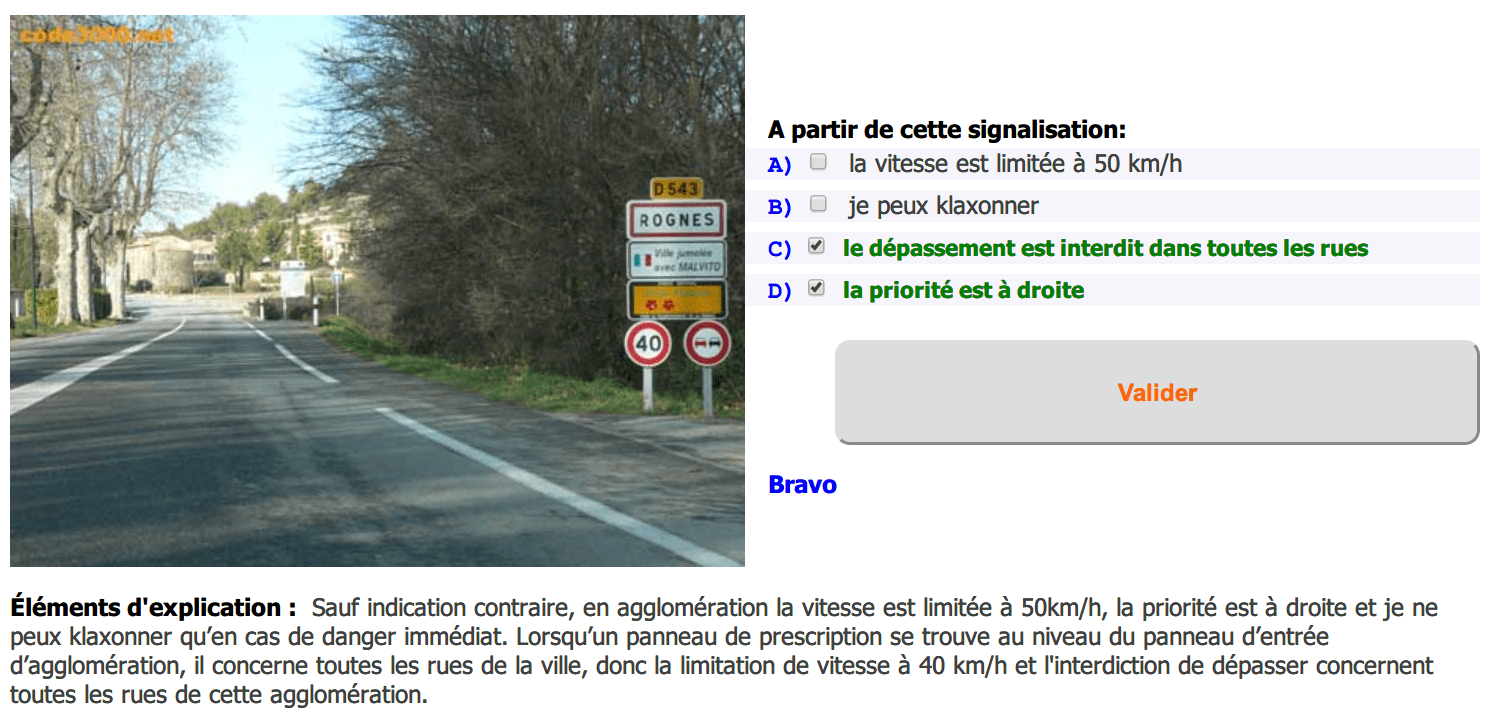 code3000.net
D 543
ROGNES
Ville jumelée
avec MALVITO
40
A partir de cette signalisation:
A) la vitesse est limitée à 50 km/h
B) je peux klaxonner
C) le dépassement est interdit dans toutes les rues
D) la priorité est à droite
Valider
Bravo
Éléments d'explication : Sauf indication contraire, en agglomération la vitesse est limitée à 50km/h, la priorité est à droite et je ne
peux klaxonner qu’en cas de danger immédiat. Lorsqu’un panneau de prescription se trouve au niveau du panneau d’entrée
d’agglomération, il concerne toutes les rues de la ville, donc la limitation de vitesse à 40 km/h et l'interdiction de dépasser concernent
toutes les rues de cette agglomération.